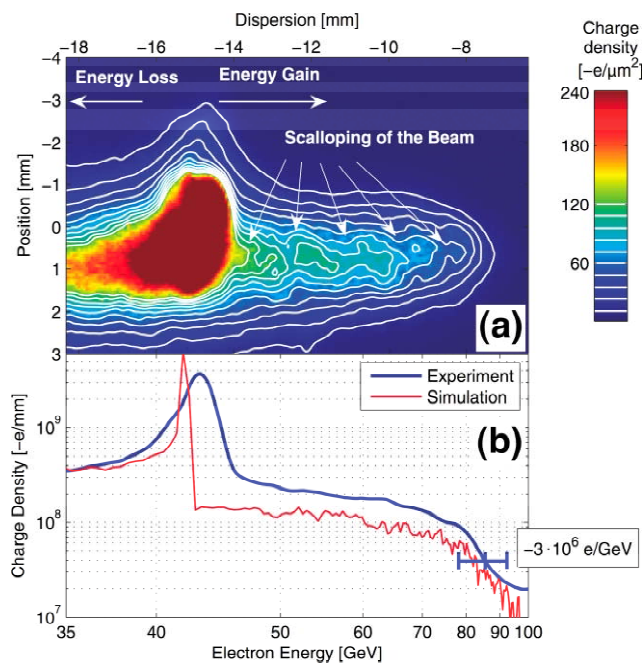 Dispersion [mm]
−18 −16 −14 −12 −10 −8
Charge
density
[−e/µm²]
−4
−3
−2
−1
0
1
2
3
Position [mm]
Energy Loss
Energy Gain
Scalloping of the Beam
(a)
240
180
120
60
Experiment
Simulation
(b)
Charge Density [−e/mm]
10⁹
10⁸
10⁷
−3 · 10⁶ e/GeV
35 40 50 60 70 80 90 100
Electron Energy [GeV]